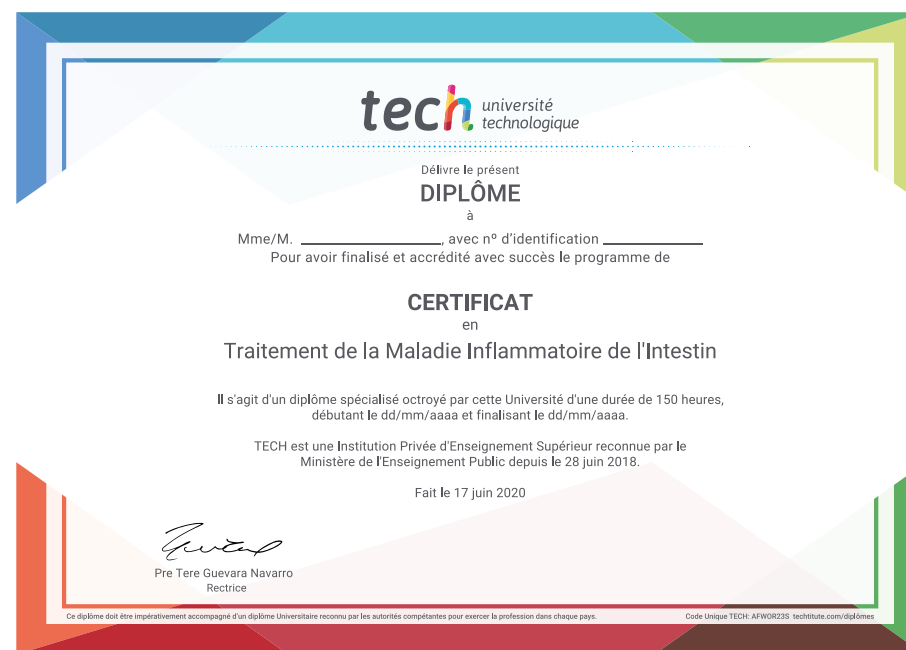 tech université
technologique
Délivre le présent
DIPLÔME
à
Mme/M. ____________________, avec nº d'identification ______________
Pour avoir finalisé et accrédité avec succès le programme de
CERTIFICAT
en
Traitement de la Maladie Inflammatoire de l'Intestin
Il s'agit d'un diplôme spécialisé octroyé par cette Université d'une durée de 150 heures,
débutant le dd/mm/aaaa et finalisant le dd/mm/aaaa.
TECH est une Institution Privée d'Enseignement Supérieur reconnue par le
Ministère de l'Enseignement Public depuis le 28 juin 2018.
Fait le 17 juin 2020
Pre Tere Guevara Navarro
Rectrice
Ce diplôme doit être impérativement accompagné d'un diplôme Universitaire reconnu par les autorités compétentes pour exercer la profession dans chaque pays.
Code Unique TECH: AFWOR23S techtitute.com/diplômes